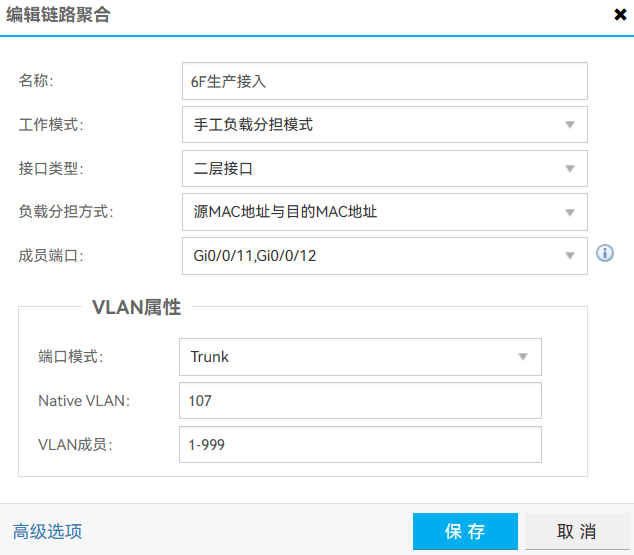 编辑链路聚合
名称: 6F生产接入
工作模式: 手工负载分担模式
接口类型: 二层接口
负载分担方式: 源MAC地址与目的MAC地址
成员端口: Gi0/0/11,Gi0/0/12
VLAN属性
端口模式: Trunk
Native VLAN: 107
VLAN成员: 1-999
高级选项 保存 取消